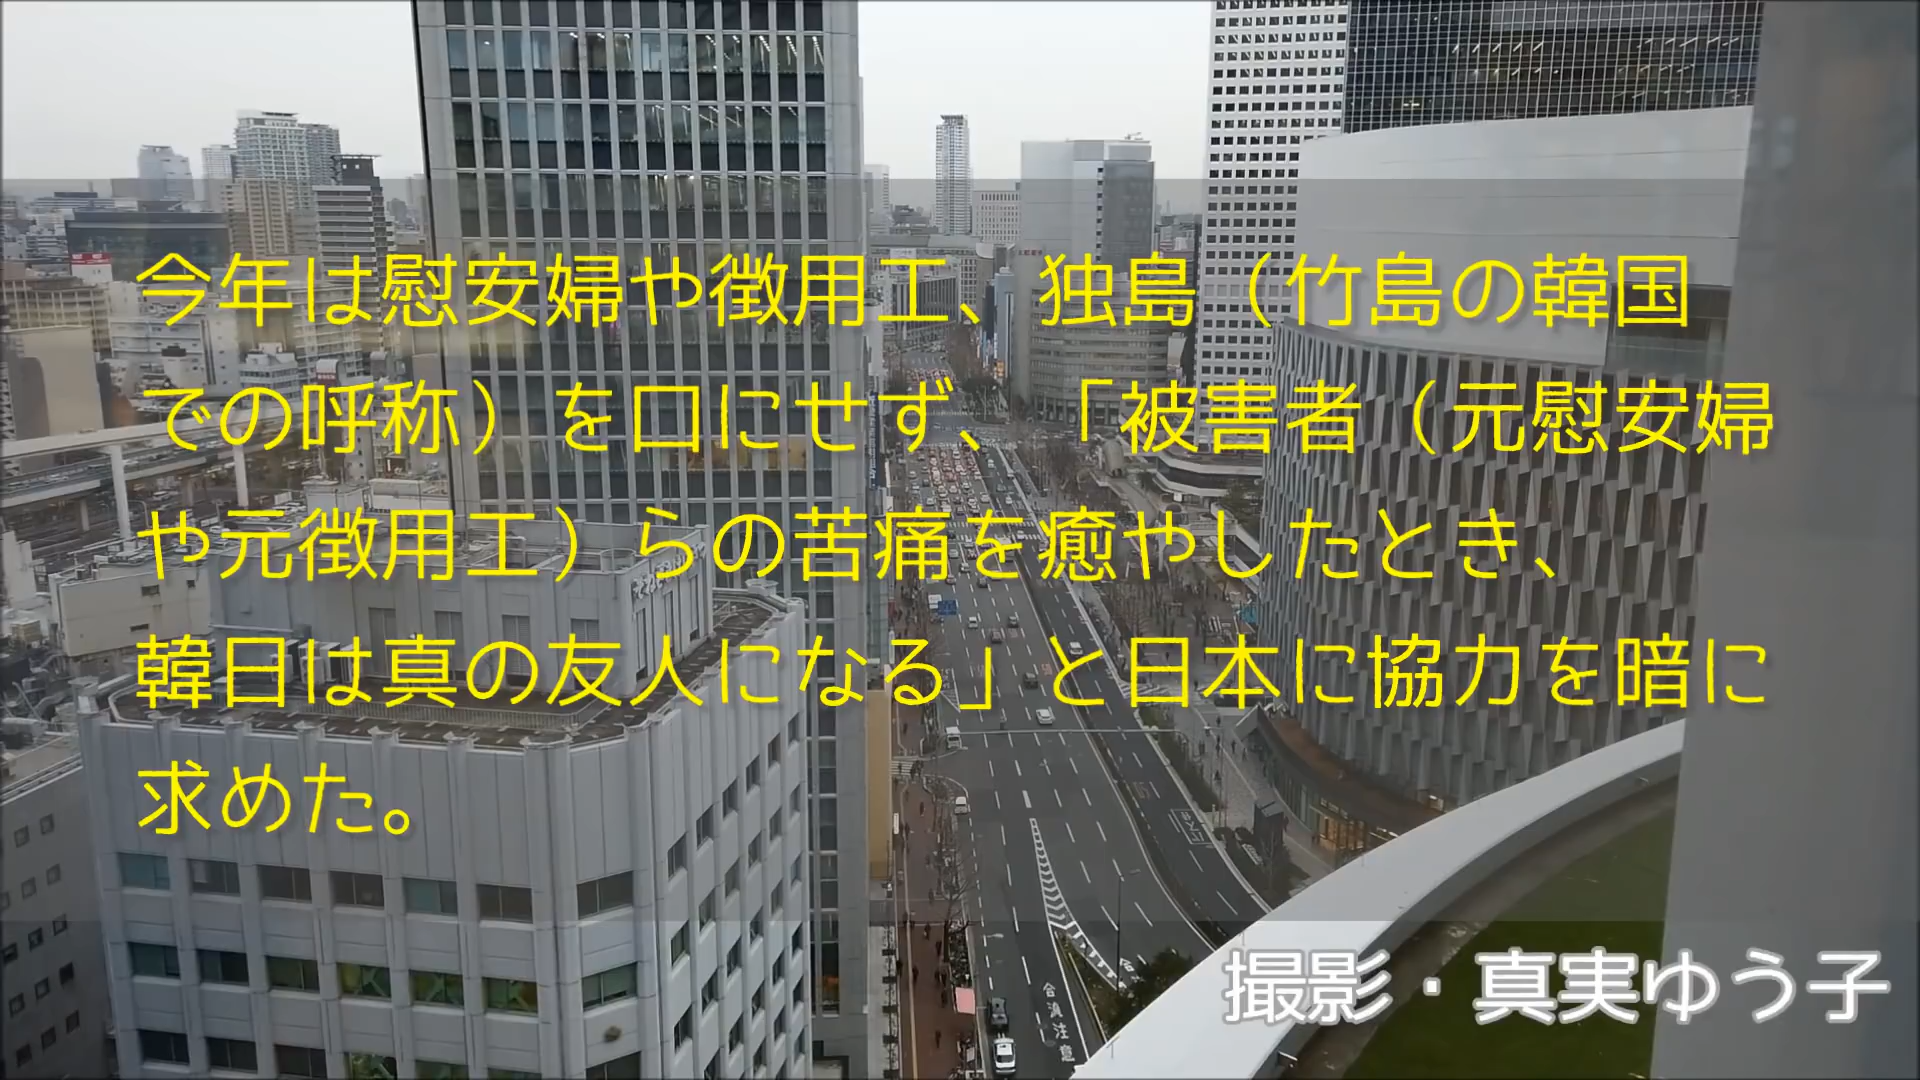 今年は慰安婦や徴用工、独島（竹島の韓国
での呼称）を口にせず、「被害者（元慰安婦
や元徴用工）らの苦痛を癒やしたとき、
韓日は真の友人になる」と日本に協力を暗に
求めた。
合流注意
撮影・真実ゆう子